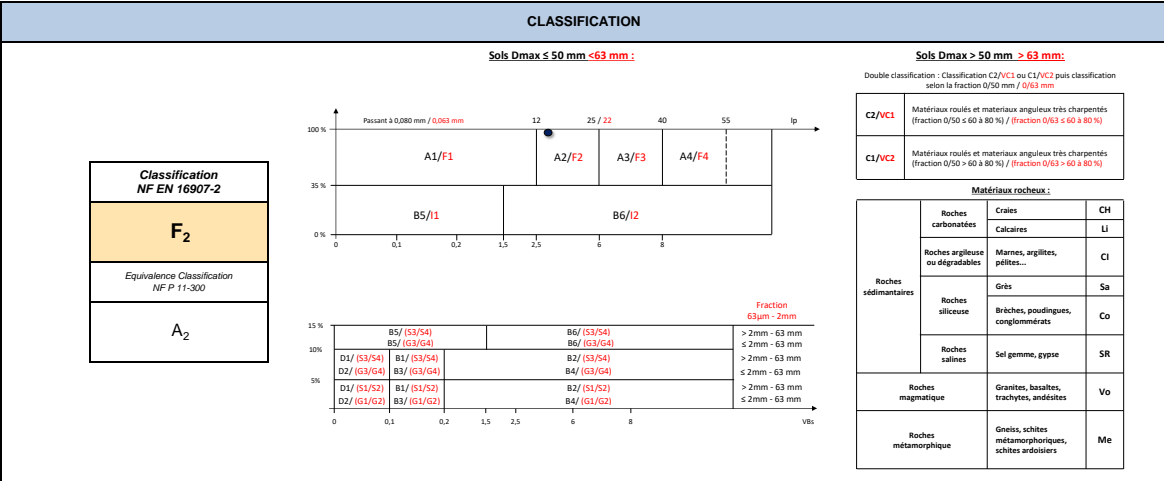 CLASSIFICATION
Classification
NF EN 16907-2
F2
Equivalence Classification
NF P 11-300
A2
Sols Dmax ≤ 50 mm <63 mm :
Passant à 0,080 mm / 0,063 mm 12 25 / 22 40 55 Ip
100 %
A1/F1 A2/F2 A3/F3 A4/F4
35 %
B5/I1 B6/I2
0 %
0 0,1 0,2 1,5 2,5 6 8
Fraction
63µm - 2mm
15 %
B5/ (S3/S4) B6/ (S3/S4) > 2mm - 63 mm
B5/ (G3/G4) B6/ (G3/G4) ≤ 2mm - 63 mm
10%
D1/ (S3/S4) B1/ (S3/S4) B2/ (S3/S4) > 2mm - 63 mm
D2/ (G3/G4) B3/ (G3/G4) B4/ (G3/G4) ≤ 2mm - 63 mm
5%
D1/ (S1/S2) B1/ (S1/S2) B2/ (S1/S2) > 2mm - 63 mm
D2/ (G1/G2) B3/ (G1/G2) B4/ (G1/G2) ≤ 2mm - 63 mm
0 0,1 0,2 1,5 2,5 6 8 VBs
Sols Dmax > 50 mm > 63 mm:
Double classification : Classification C2/VC1 ou C1/VC2 puis classification
selon la fraction 0/50 mm / 0/63 mm
C2/VC1
Matériaux roulés et materiaux anguleux très charpentés
(fraction 0/50 ≤ 60 à 80 %) / (fraction 0/63 ≤ 60 à 80 %)
C1/VC2
Matériaux roulés et materiaux anguleux très charpentés
(fraction 0/50 > 60 à 80 %) / (fraction 0/63 > 60 à 80 %)
Matériaux rocheux :
Roches
sédimantaires
Roches
carbonatées
Craies CH
Calcaires Li
Roches argileuse
ou dégradables
Marnes, argilites,
pélites...
CI
Roches
siliceuse
Grès Sa
Brèches, poudingues,
conglommérats
Co
Roches
salines
Sel gemme, gypse SR
Roches
magmatique
Granites, basaltes,
trachytes, andésites
Vo
Roches
métamorphique
Gneiss, schites
métamorphoriques,
schites ardoisiers
Me